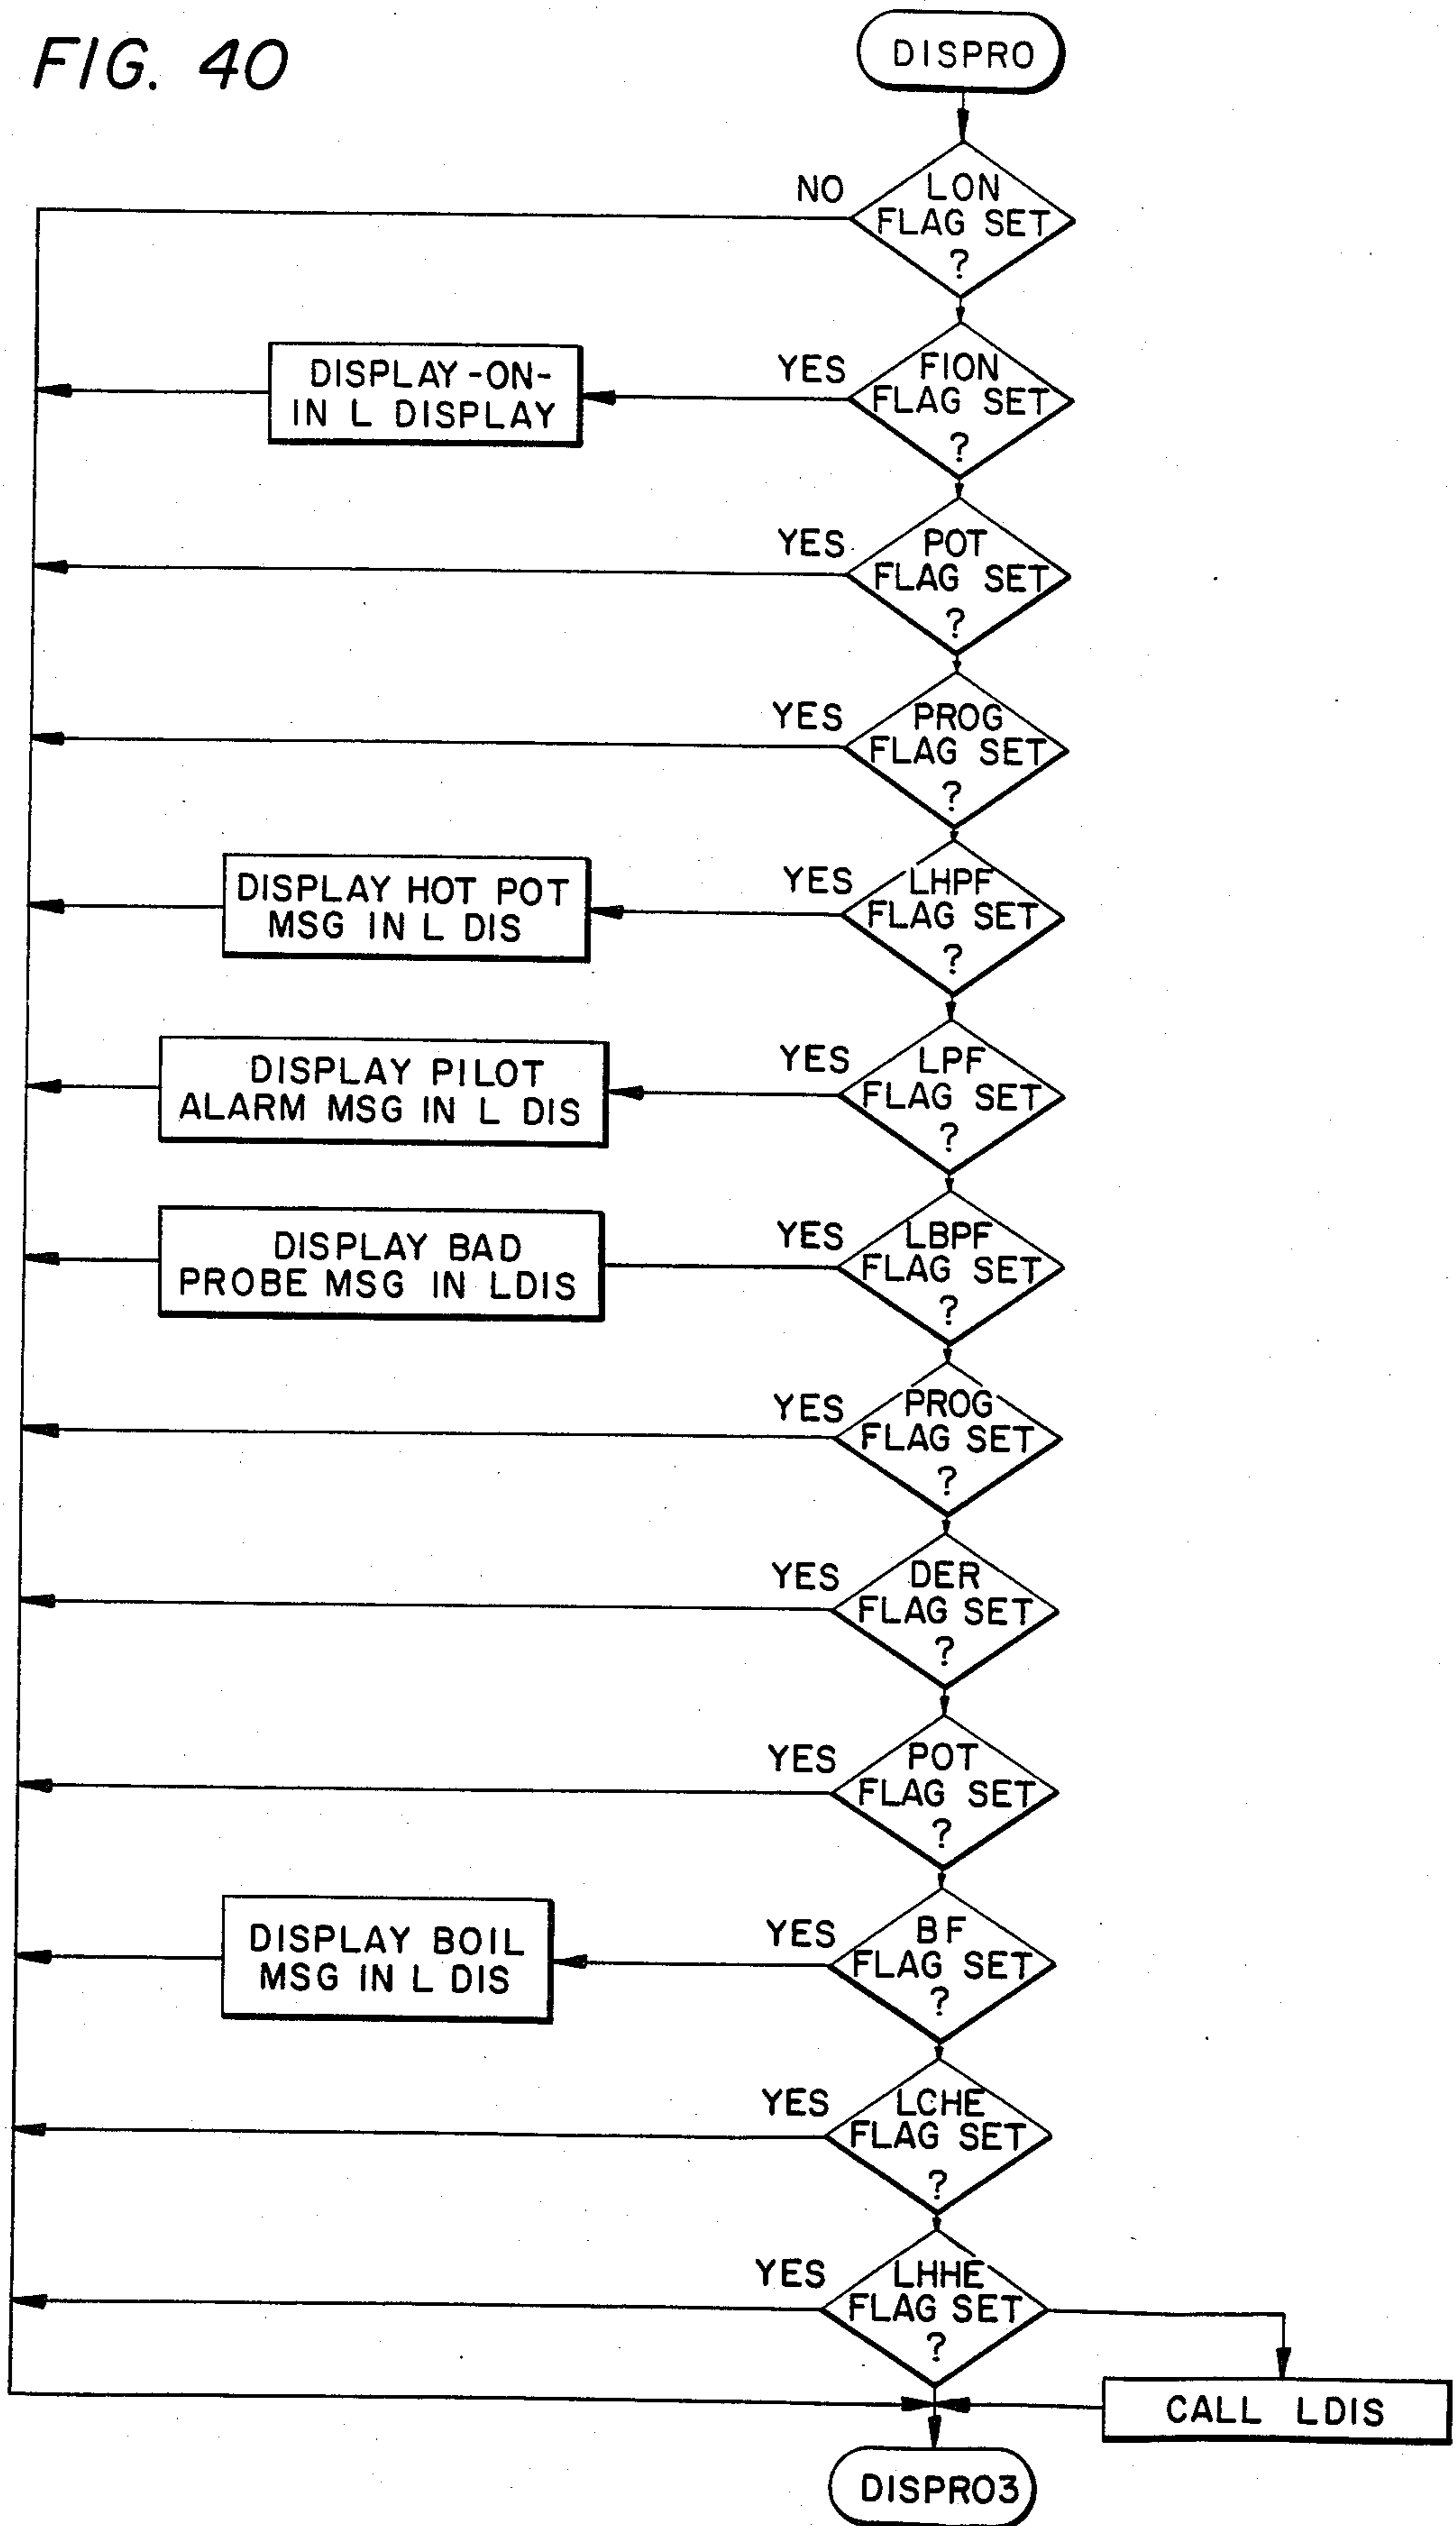 FIG. 40
DISPRO
NO
LON
FLAG SET
?
DISPLAY -ON-
IN L DISPLAY
YES
FION
FLAG SET
?
YES
POT
FLAG SET
?
YES
PROG
FLAG SET
?
DISPLAY HOT POT
MSG IN L DIS
YES
LHPF
FLAG SET
?
DISPLAY PILOT
ALARM MSG IN L DIS
YES
LPF
FLAG SET
?
DISPLAY BAD
PROBE MSG IN LDIS
YES
LBPF
FLAG SET
?
YES
PROG
FLAG SET
?
YES
DER
FLAG SET
?
YES
POT
FLAG SET
?
DISPLAY BOIL
MSG IN L DIS
YES
BF
FLAG SET
?
YES
LCHE
FLAG SET
?
YES
LHHE
FLAG SET
?
CALL LDIS
DISPRO3